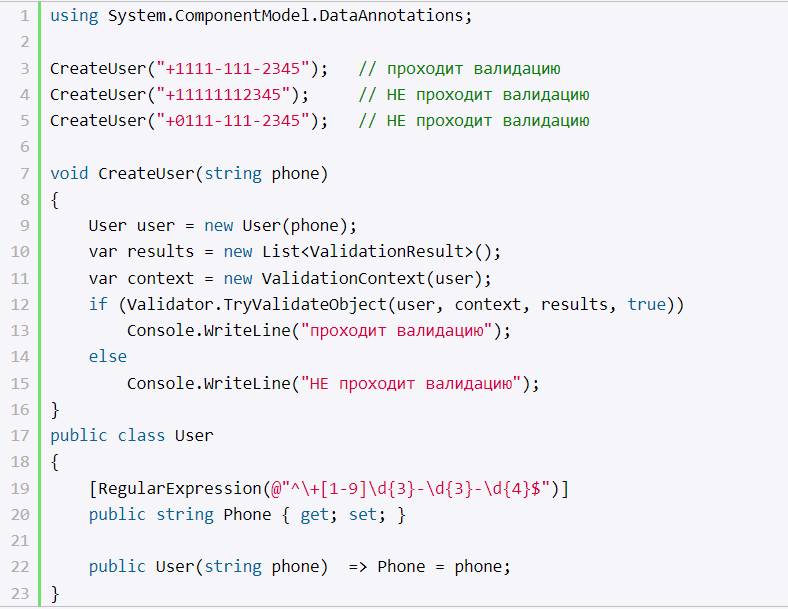 1 using System.ComponentModel.DataAnnotations;
2
3 CreateUser("+1111-111-2345");   // проходит валидацию
4 CreateUser("+11111112345");     // НЕ проходит валидацию
5 CreateUser("+0111-111-2345");   // НЕ проходит валидацию
6
7 void CreateUser(string phone)
8 {
9     User user = new User(phone);
10     var results = new List<ValidationResult>();
11     var context = new ValidationContext(user);
12     if (Validator.TryValidateObject(user, context, results, true))
13         Console.WriteLine("проходит валидацию");
14     else
15         Console.WriteLine("НЕ проходит валидацию");
16 }
17 public class User
18 {
19     [RegularExpression(@"^\+[1-9]\d{3}-\d{3}-\d{4}$")]
20     public string Phone { get; set; }
21
22     public User(string phone)  => Phone = phone;
23 }